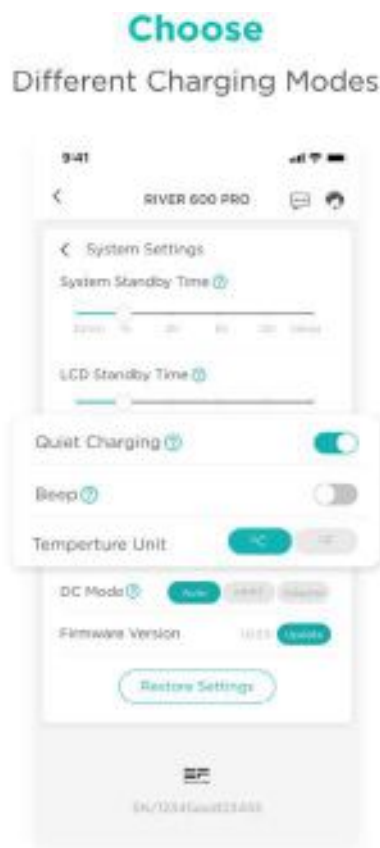 Choose
Different Charging Modes
9:41
RIVER 600 PRO
System Settings
System Standby Time
LCD Standby Time
Quiet Charging
Beep
Temperture Unit °C °F
DC Mode Auto
Firmware Version Update
Restore Settings
EF